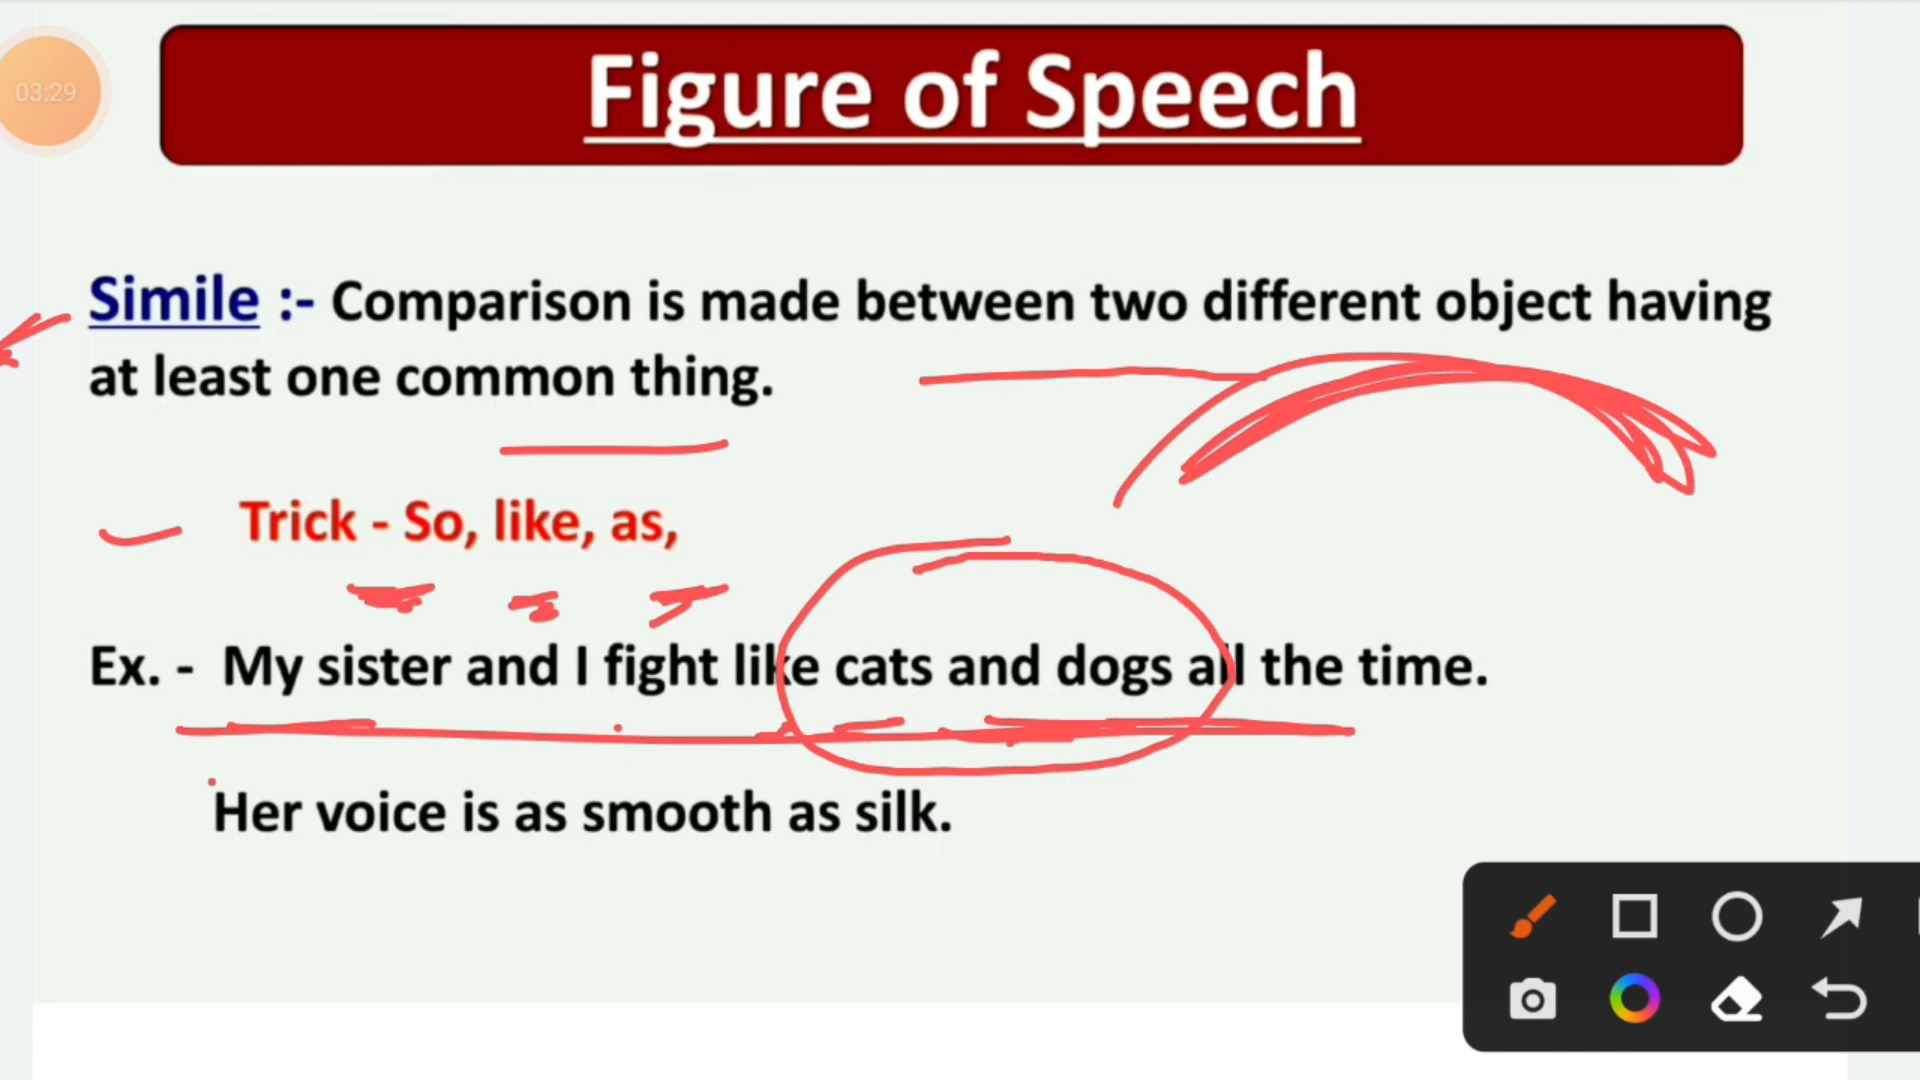 03:29
Figure of Speech
Simile :- Comparison is made between two different object having
at least one common thing.
Trick - So, like, as,
Ex. - My sister and I fight like cats and dogs all the time.
Her voice is as smooth as silk.